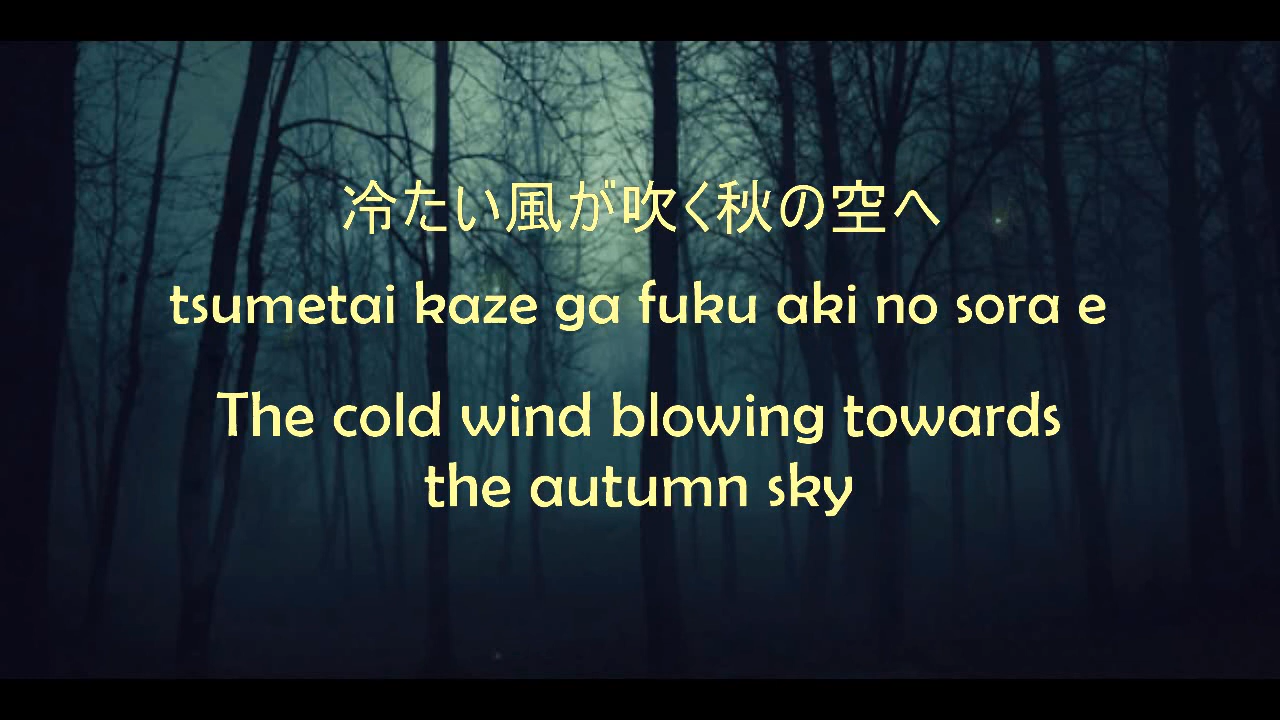 冷たい風が吹く秋の空へ
tsumetai kaze ga fuku aki no sora e
The cold wind blowing towards
the autumn sky